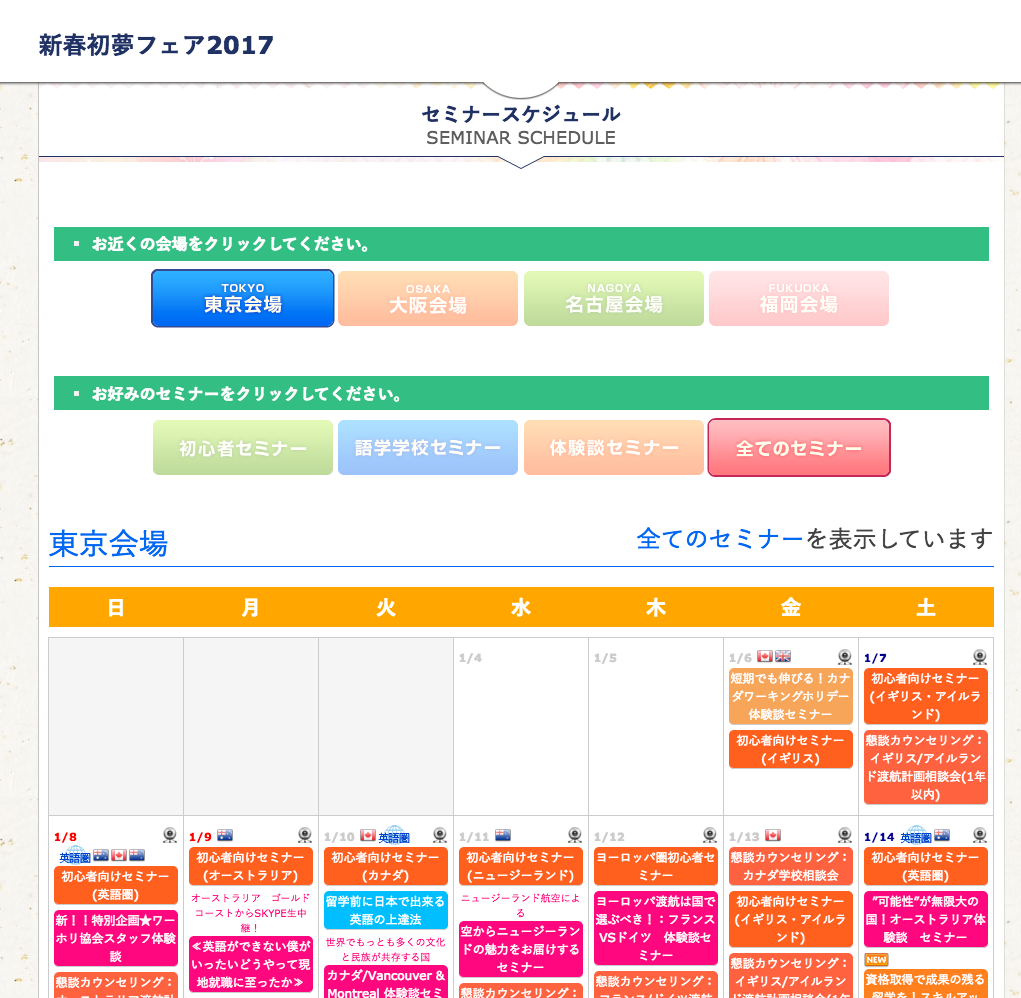 新春初夢フェア2017
セミナースケジュール
SEMINAR SCHEDULE
お近くの会場をクリックしてください。
TOKYO
東京会場
OSAKA
大阪会場
NAGOYA
名古屋会場
FUKUOKA
福岡会場
お好みのセミナーをクリックしてください。
初心者セミナー
語学学校セミナー
体験談セミナー
全てのセミナー
東京会場
全てのセミナーを表示しています
日 月 火 水 木 金 土
1/4
1/5
1/6
短期でも伸びる！カナ
ダワーキングホリデー
体験談セミナー
初心者向けセミナー
(イギリス)
1/7
初心者向けセミナー
(イギリス・アイルラ
ンド)
懇談カウンセリング：
イギリス/アイルラン
ド渡航計画相談会(1年
以内)
1/8
英語圏
初心者向けセミナー
(英語圏)
新！！特別企画★ワー
ホリ協会スタッフ体験
談
懇談カウンセリング：
1/9
初心者向けセミナー
(オーストラリア)
オーストラリア　ゴールド
コーストからSKYPE生中
継！
≪英語ができない僕が
いったいどうやって現
地就職に至ったか≫
1/10
英語圏
初心者向けセミナー
(カナダ)
留学前に日本で出来る
英語の上達法
世界でもっとも多くの文化
と民族が共存する国
カナダ/Vancouver &
Montreal 体験談セミ
1/11
初心者向けセミナー
(ニュージーランド)
ニュージーランド航空によ
る
空からニュージーラン
ドの魅力をお届けする
セミナー
懇談カウンセリング：
1/12
ヨーロッパ圏初心者セ
ミナー
ヨーロッパ渡航は国で
選ぶべき！：フランス
VSドイツ　体験談セ
ミナー
懇談カウンセリング：
1/13
懇談カウンセリング：
カナダ学校相談会
初心者向けセミナー
(イギリス・アイルラ
ンド)
懇談カウンセリング：
イギリス/アイルラン
1/14
英語圏
初心者向けセミナー
(英語圏)
”可能性”が無限大の
国！オーストラリア体
験談　セミナー
NEW
資格取得で成果の残る